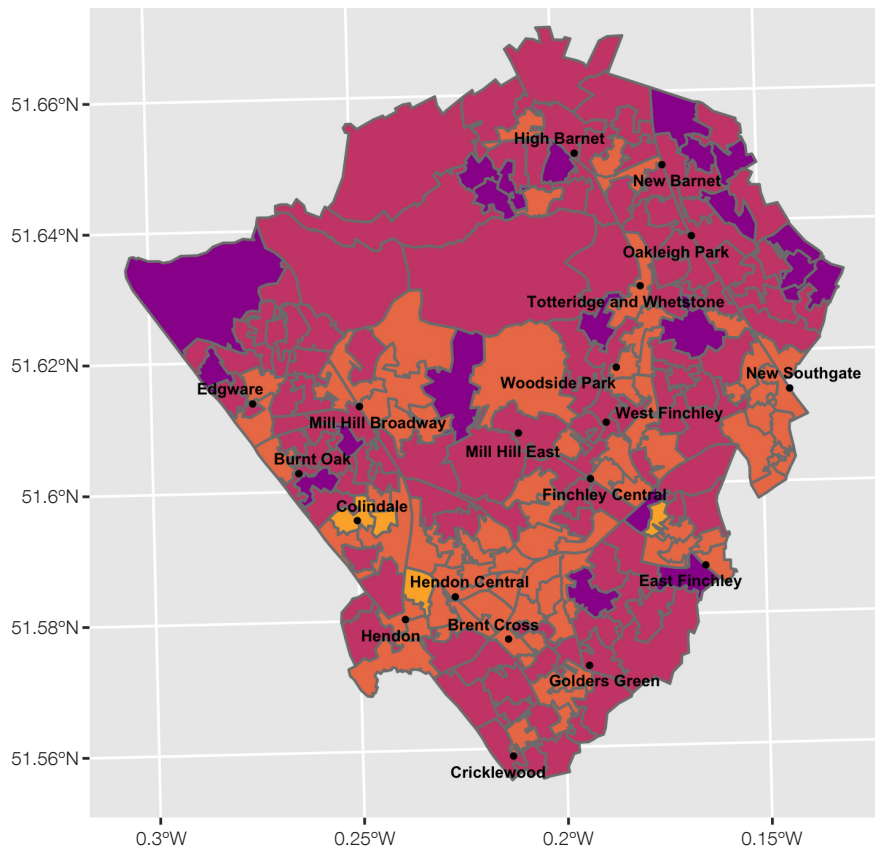 51.66°N
High Barnet
New Barnet
51.64°N
Oakleigh Park
Totteridge and Whetstone
51.62°N
Woodside Park
New Southgate
Edgware
West Finchley
Mill Hill Broadway
Mill Hill East
Burnt Oak
51.6°N
Finchley Central
Colindale
Hendon Central
East Finchley
51.58°N
Brent Cross
Hendon
Golders Green
51.56°N
Cricklewood
0.3°W
0.25°W
0.2°W
0.15°W